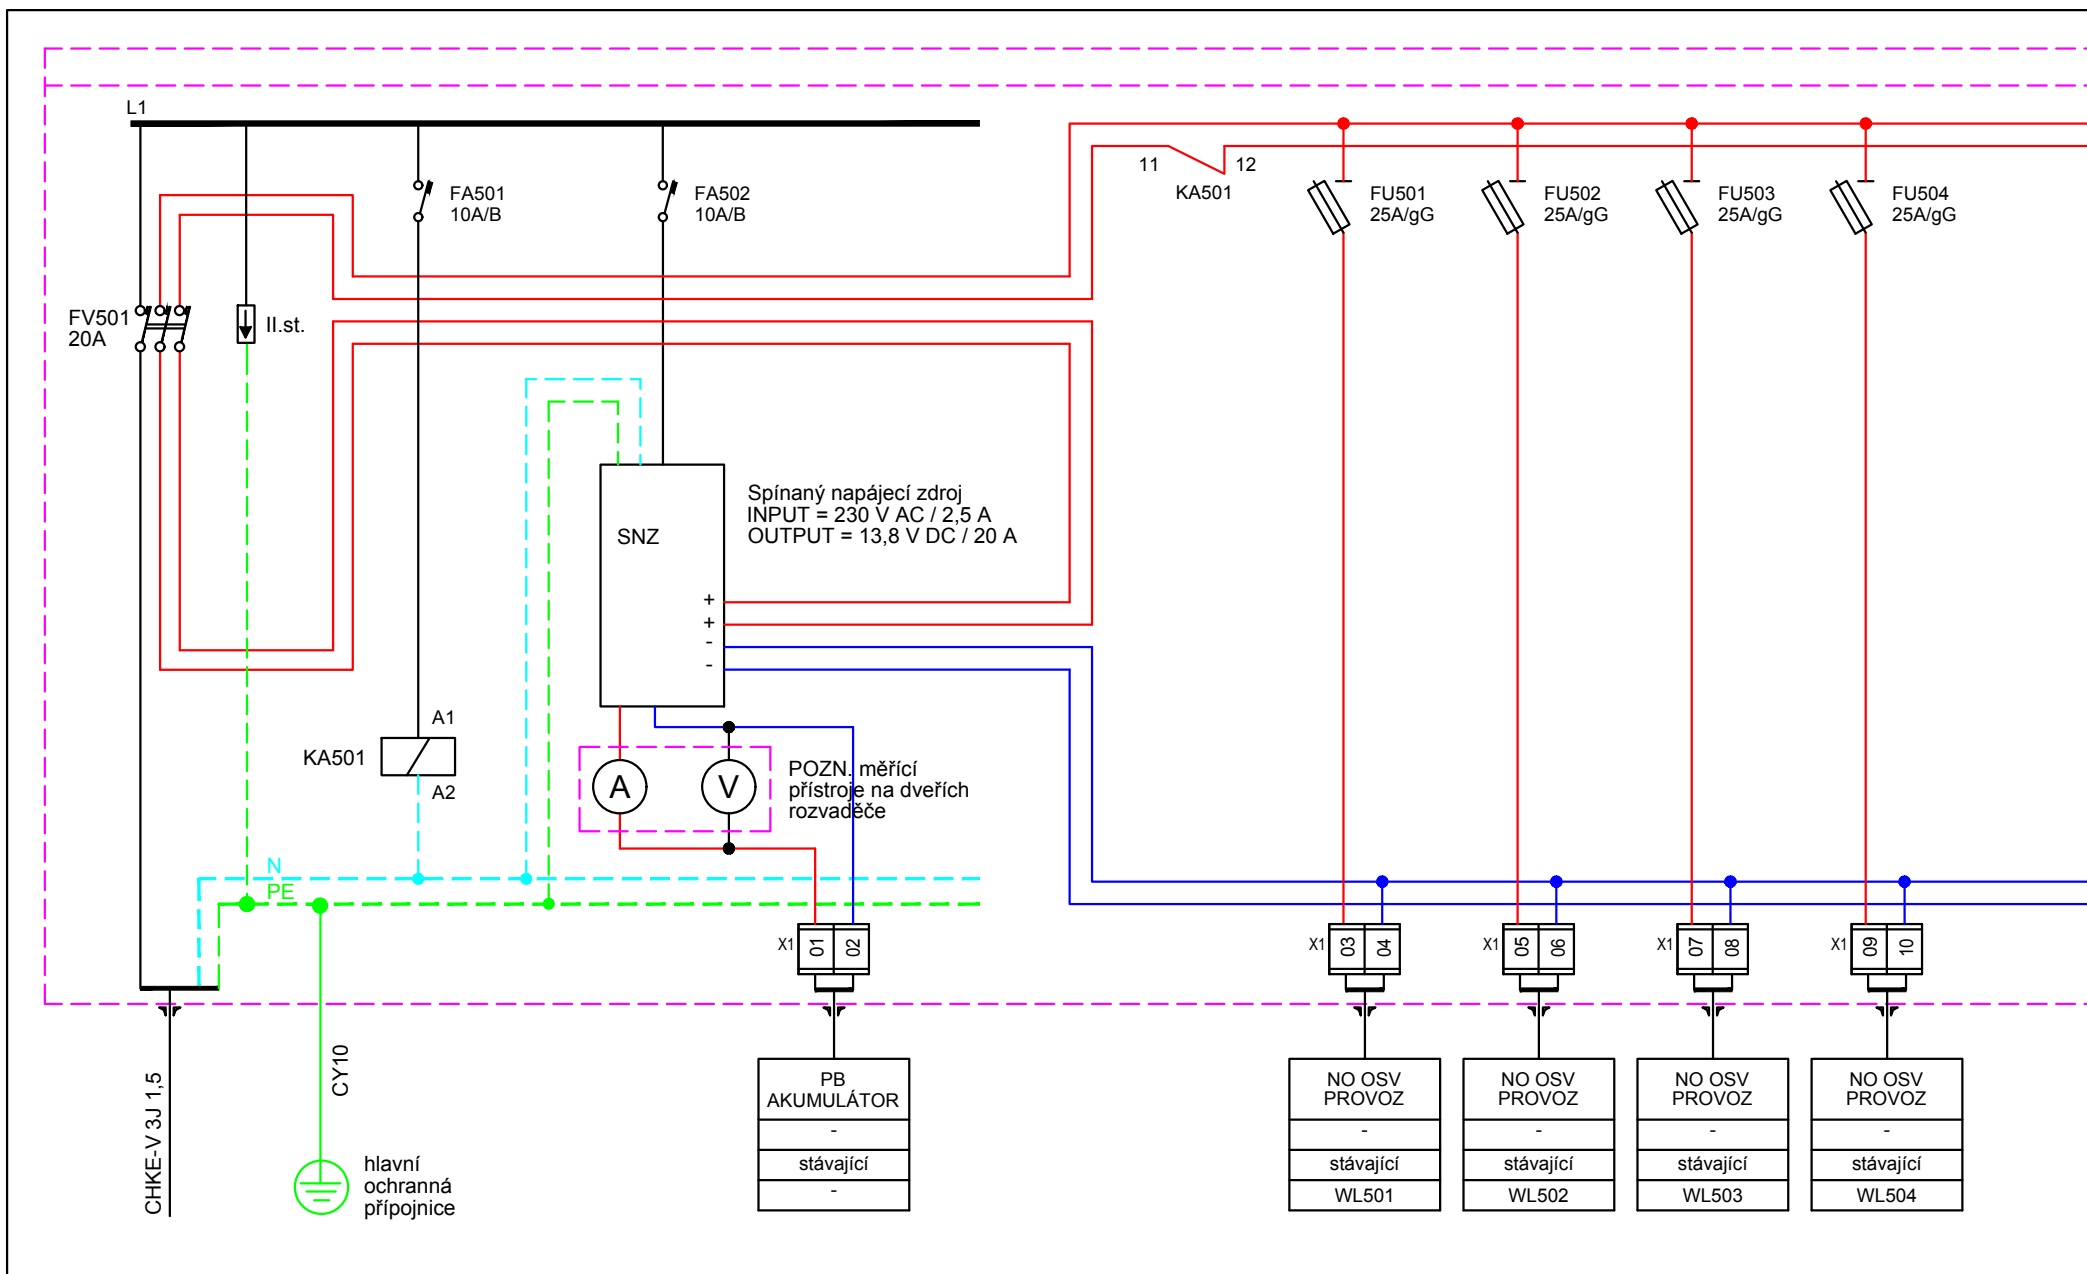 L1
11
12
KA501
FA501
10A/B
FA502
10A/B
FU501
25A/gG
FU502
25A/gG
FU503
25A/gG
FU504
25A/gG
FV501
20A
II.st.
Spínaný napájecí zdroj
INPUT = 230 V AC / 2,5 A
OUTPUT = 13,8 V DC / 20 A
SNZ
+
+
-
-
A1
KA501
A2
A
V
POZN. měřící
přístroje na dveřích
rozvaděče
N
PE
X1 01 02
X1 03 04
X1 05 06
X1 07 08
X1 09 10
CHKE-V 3J 1,5
CY10
hlavní
ochranná
přípojnice
PB
AKUMULÁTOR
-
stávající
-
NO OSV
PROVOZ
-
stávající
WL501
NO OSV
PROVOZ
-
stávající
WL502
NO OSV
PROVOZ
-
stávající
WL503
NO OSV
PROVOZ
-
stávající
WL504